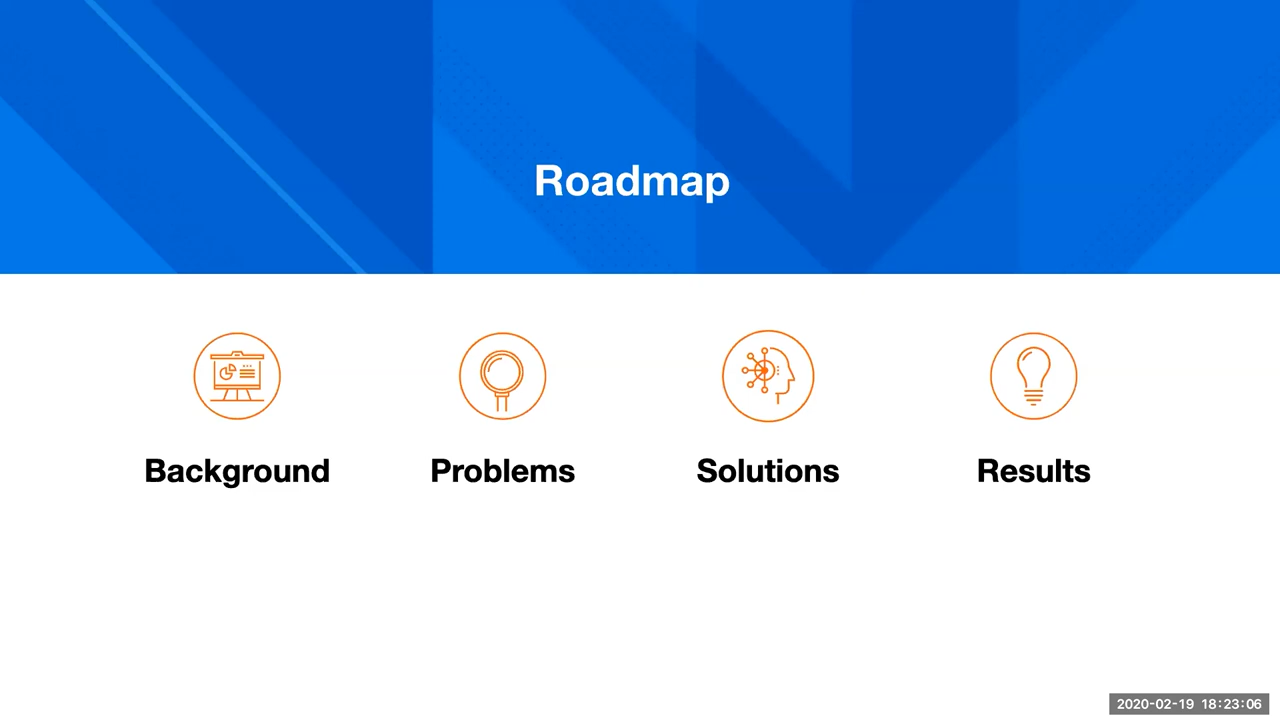 Roadmap
Background
Problems
Solutions
Results
2020-02-19 18:23:06